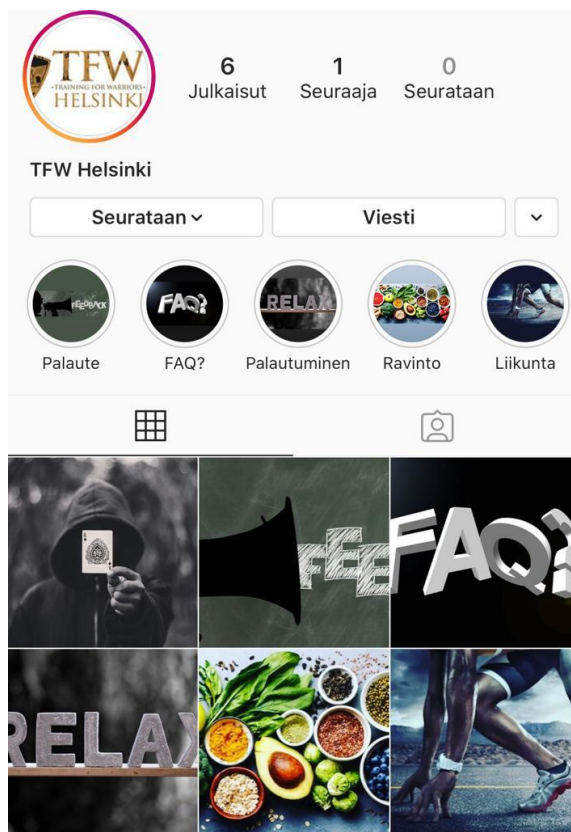 TFW
•TRAINING FOR WARRIORS•
HELSINKI
6
Julkaisut
1
Seuraaja
0
Seurataan
TFW Helsinki
Seurataan
Viesti
FEEDBACK
FAQ?
RELAX
Palaute
FAQ?
Palautuminen
Ravinto
Liikunta
A
FEE
FAQ?
RELAX